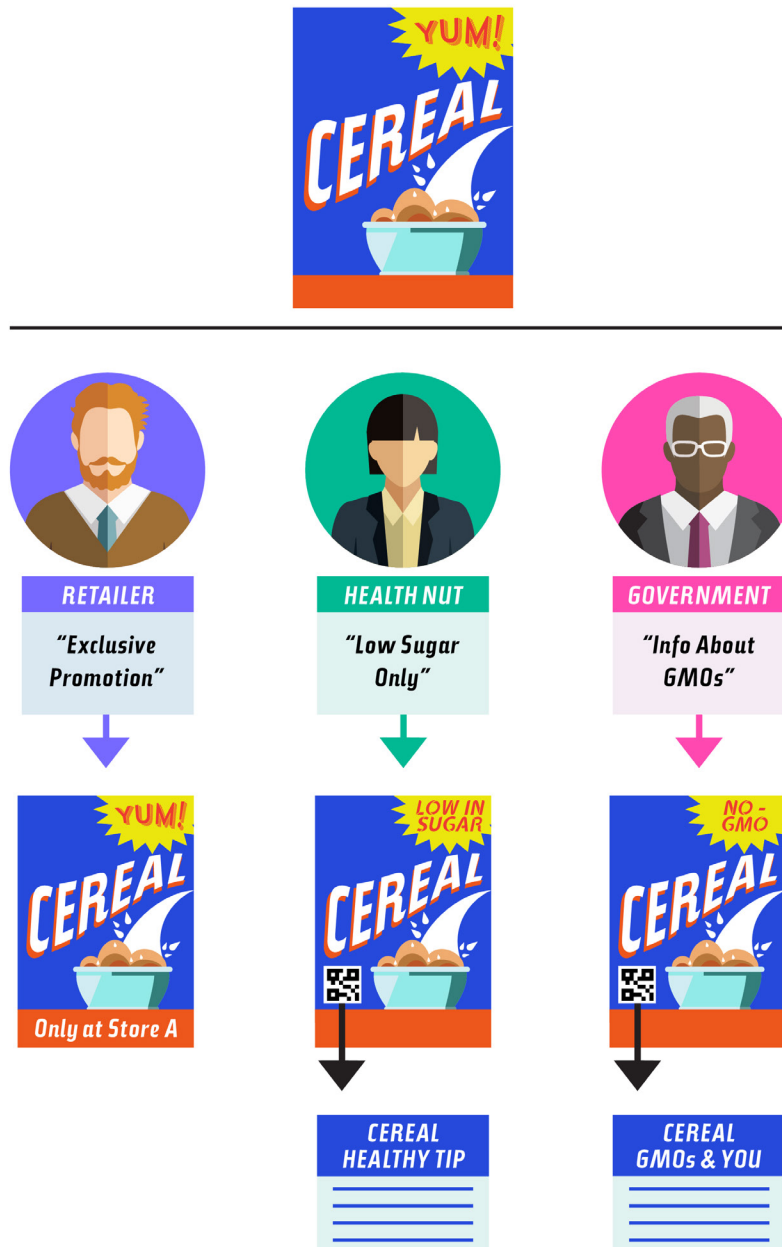 YUM!
CEREAL
RETAILER
“Exclusive
Promotion”
HEALTH NUT
“Low Sugar
Only”
GOVERNMENT
“Info About
GMOs”
YUM!
CEREAL
Only at Store A
LOW IN
SUGAR
CEREAL
NO -
GMO
CEREAL
CEREAL
HEALTHY TIP
CEREAL
GMOs & YOU